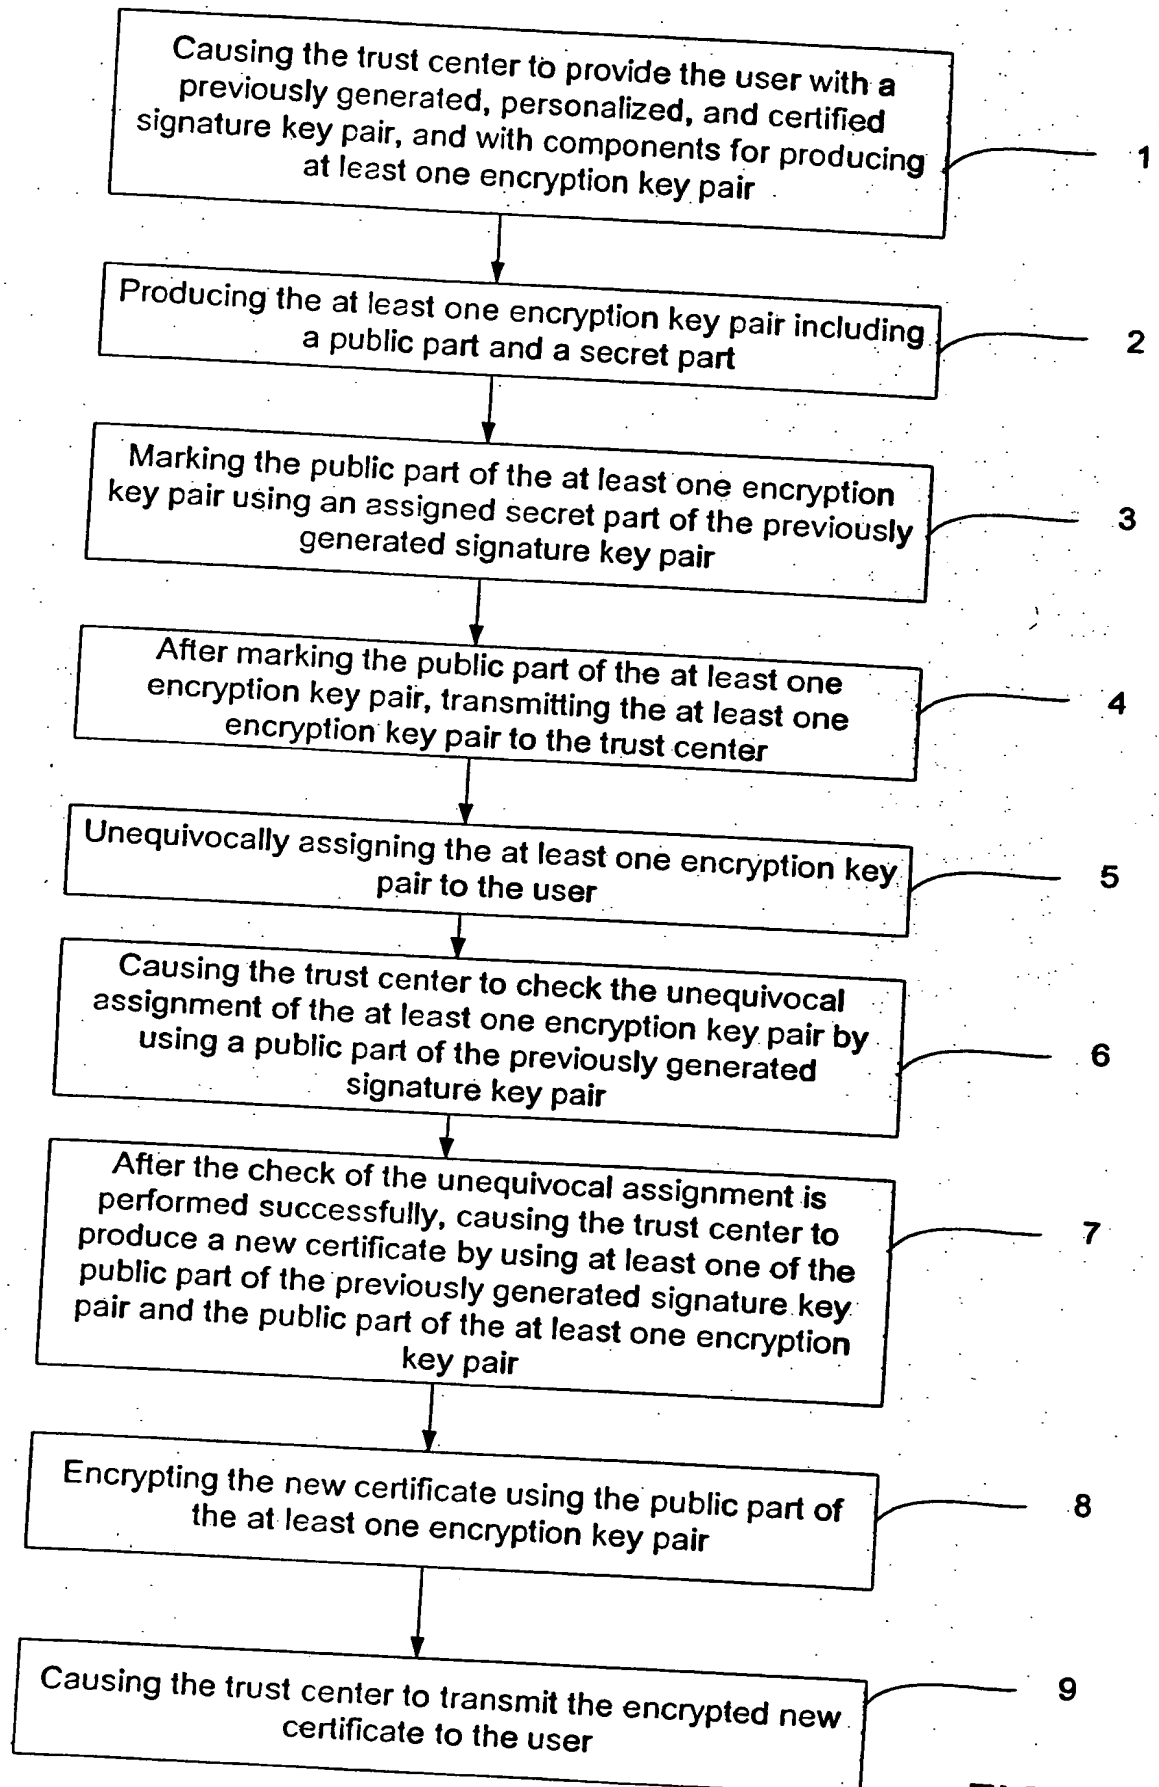 Causing the trust center to provide the user with a
previously generated, personalized, and certified
signature key pair, and with components for producing
at least one encryption key pair
1
Producing the at least one encryption key pair including
a public part and a secret part
2
Marking the public part of the at least one encryption
key pair using an assigned secret part of the previously
generated signature key pair
3
After marking the public part of the at least one
encryption key pair, transmitting the at least one
encryption key pair to the trust center
4
Unequivocally assigning the at least one encryption key
pair to the user
5
Causing the trust center to check the unequivocal
assignment of the at least one encryption key pair by
using a public part of the previously generated
signature key pair
6
After the check of the unequivocal assignment is
performed successfully, causing the trust center to
produce a new certificate by using at least one of the
public part of the previously generated signature key
pair and the public part of the at least one encryption
key pair
7
Encrypting the new certificate using the public part of
the at least one encryption key pair
8
Causing the trust center to transmit the encrypted new
certificate to the user
9